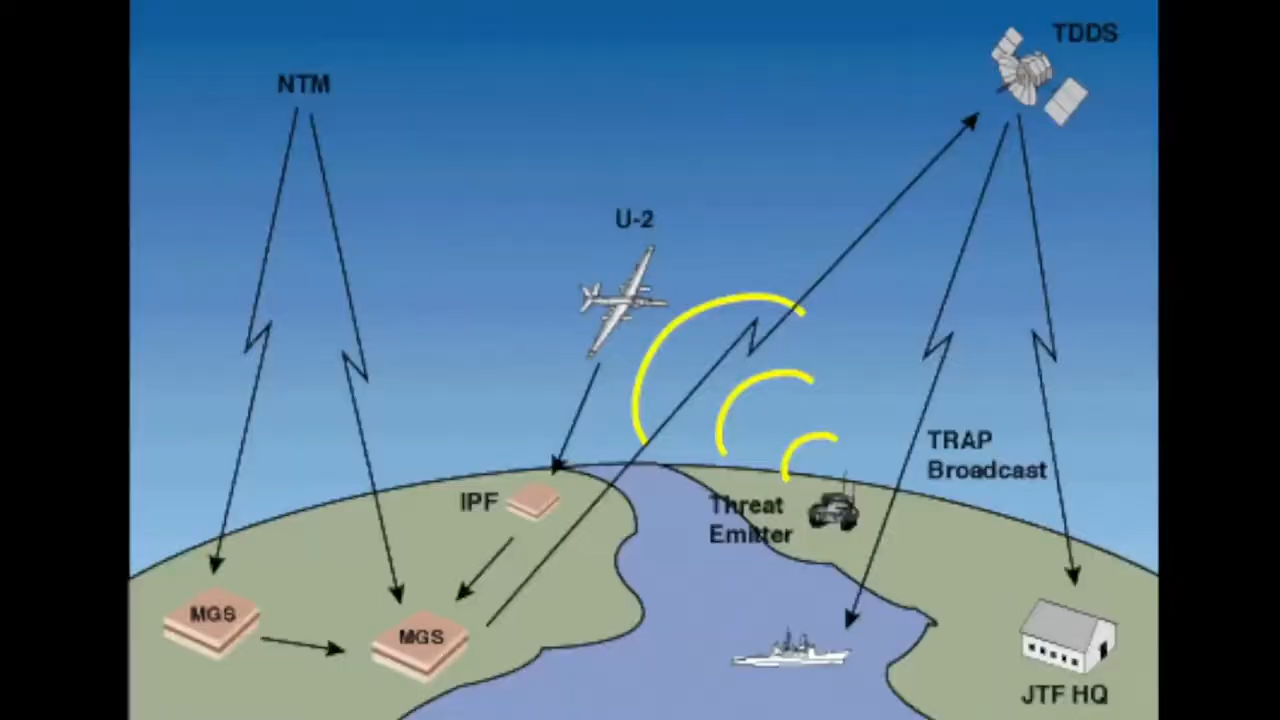 TDDS
NTM
U-2
TRAP
Broadcast
IPF
Threat
Emitter
MGS
MGS
JTF HQ